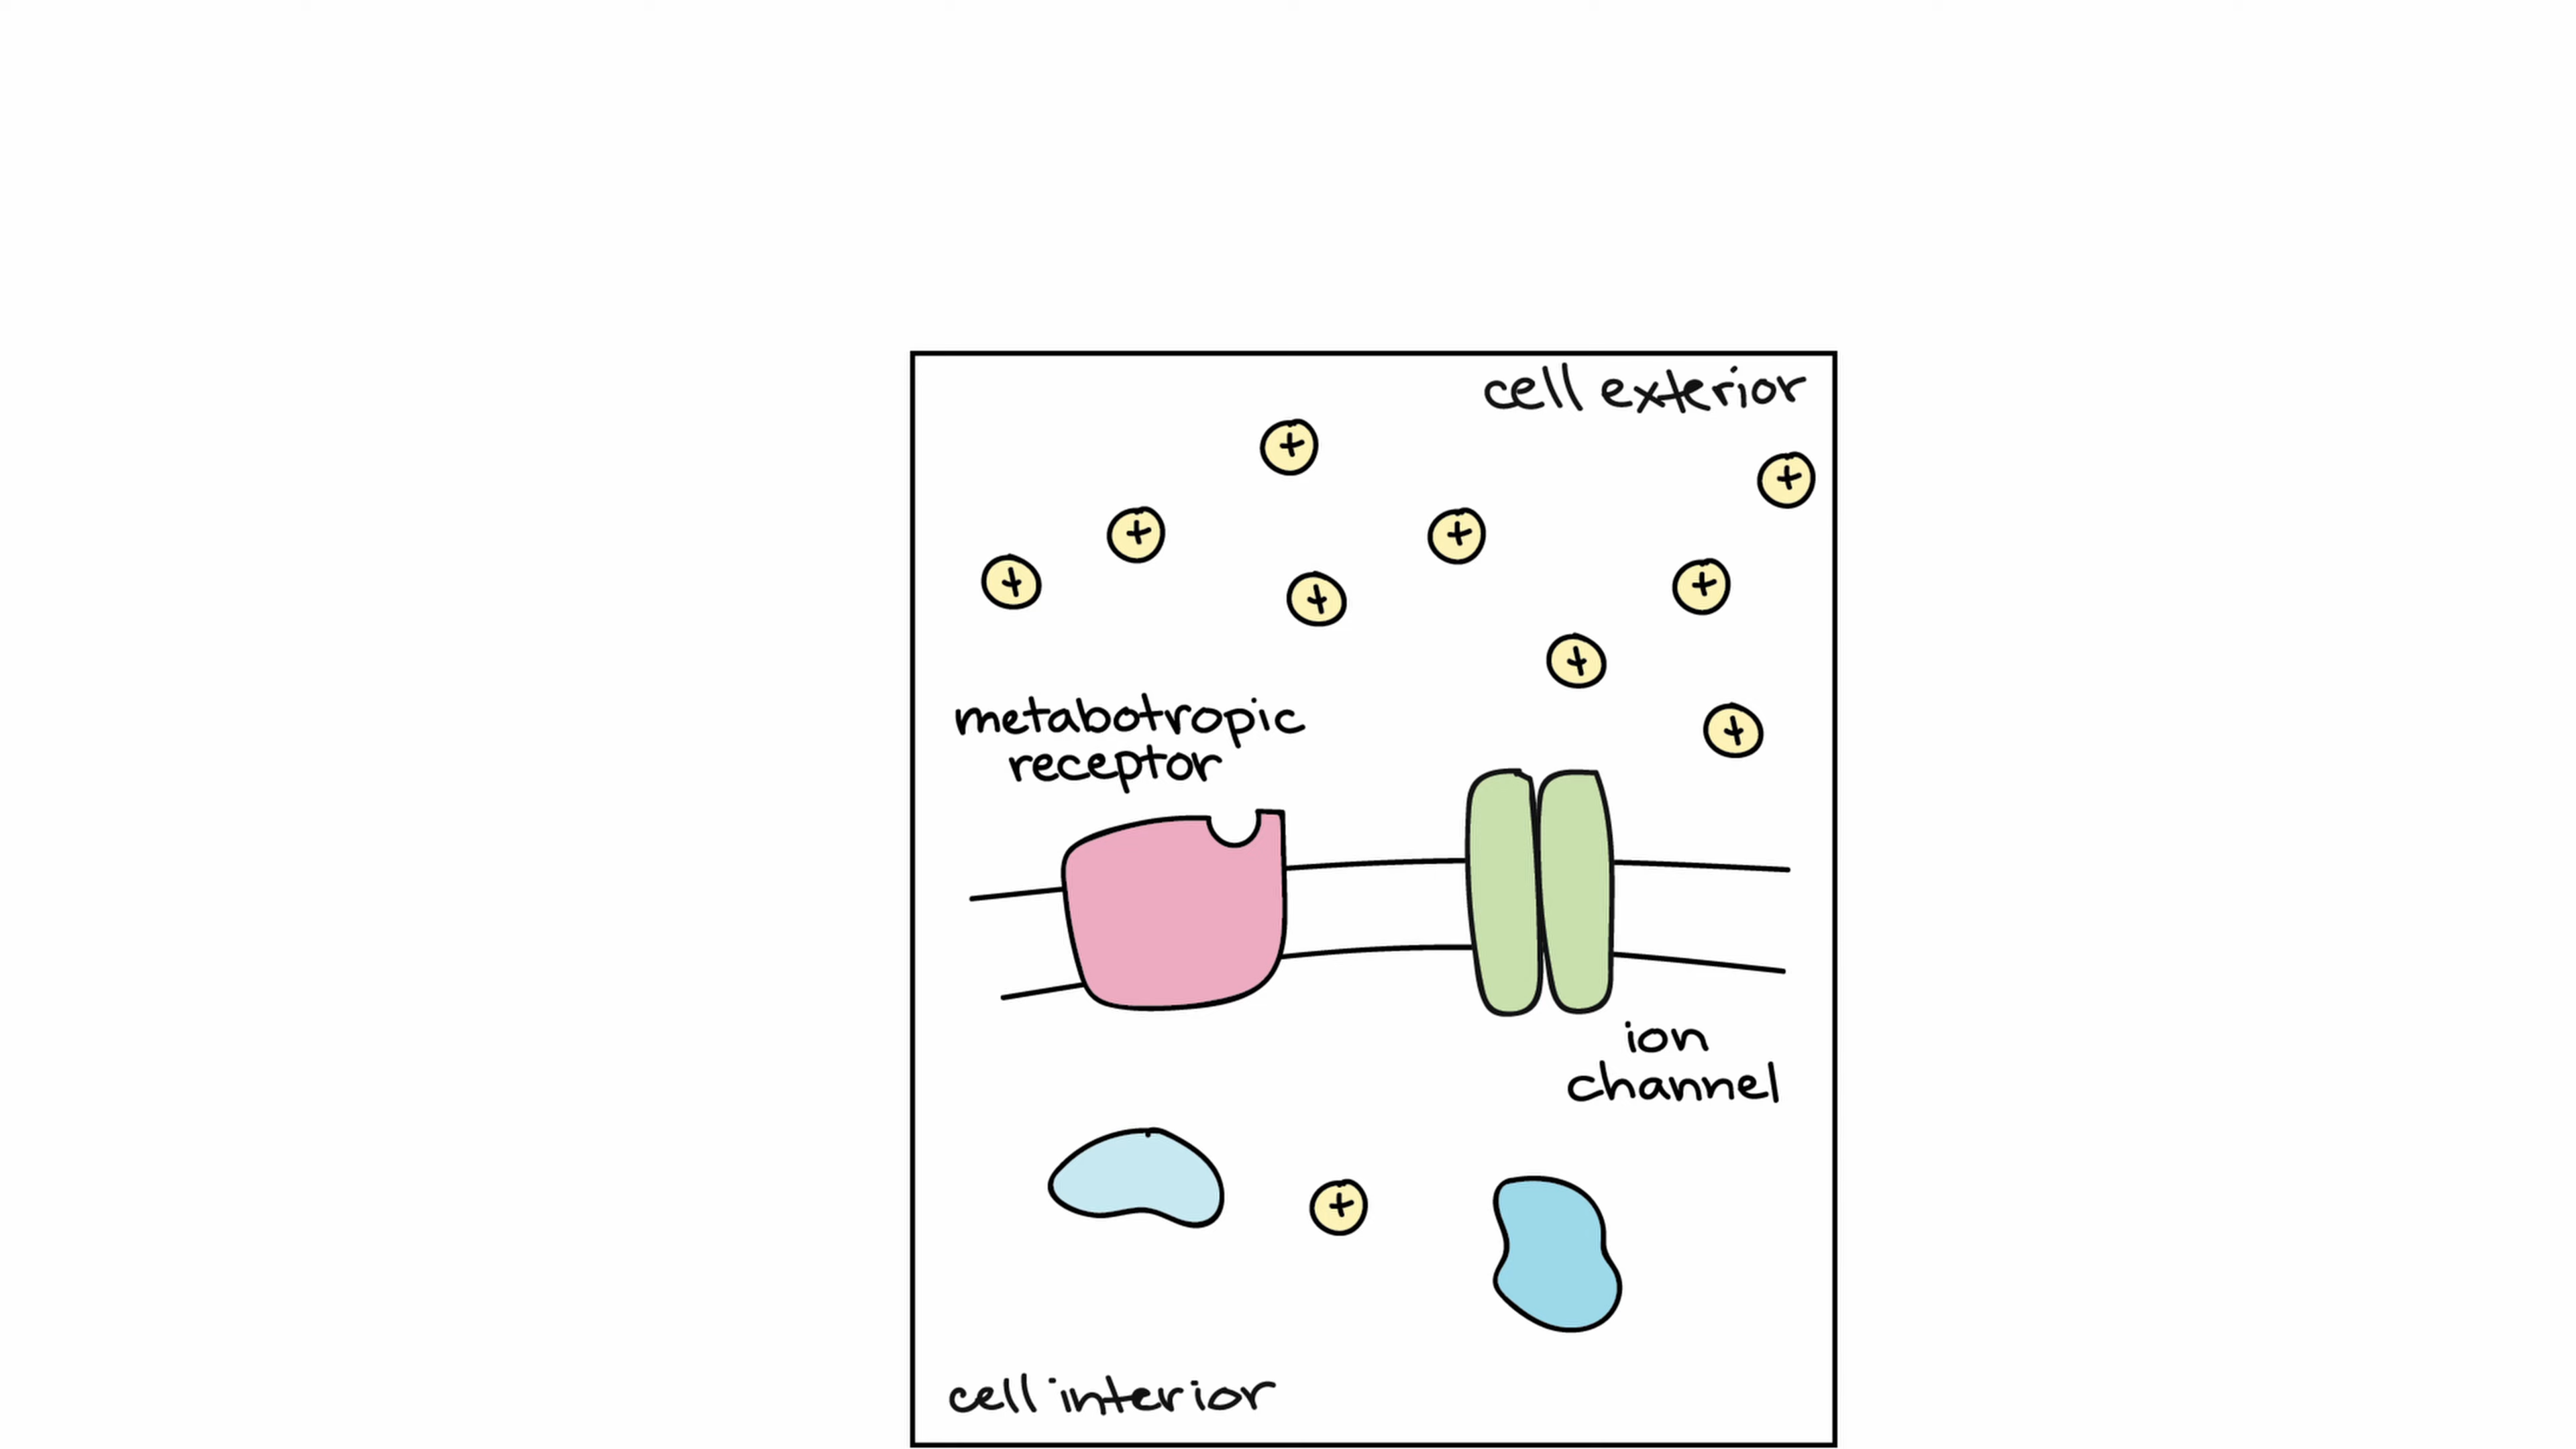 cell exterior
+
+
+
+
+
+
+
+
+
metabotropic
receptor
ion
channel
+
cell interior